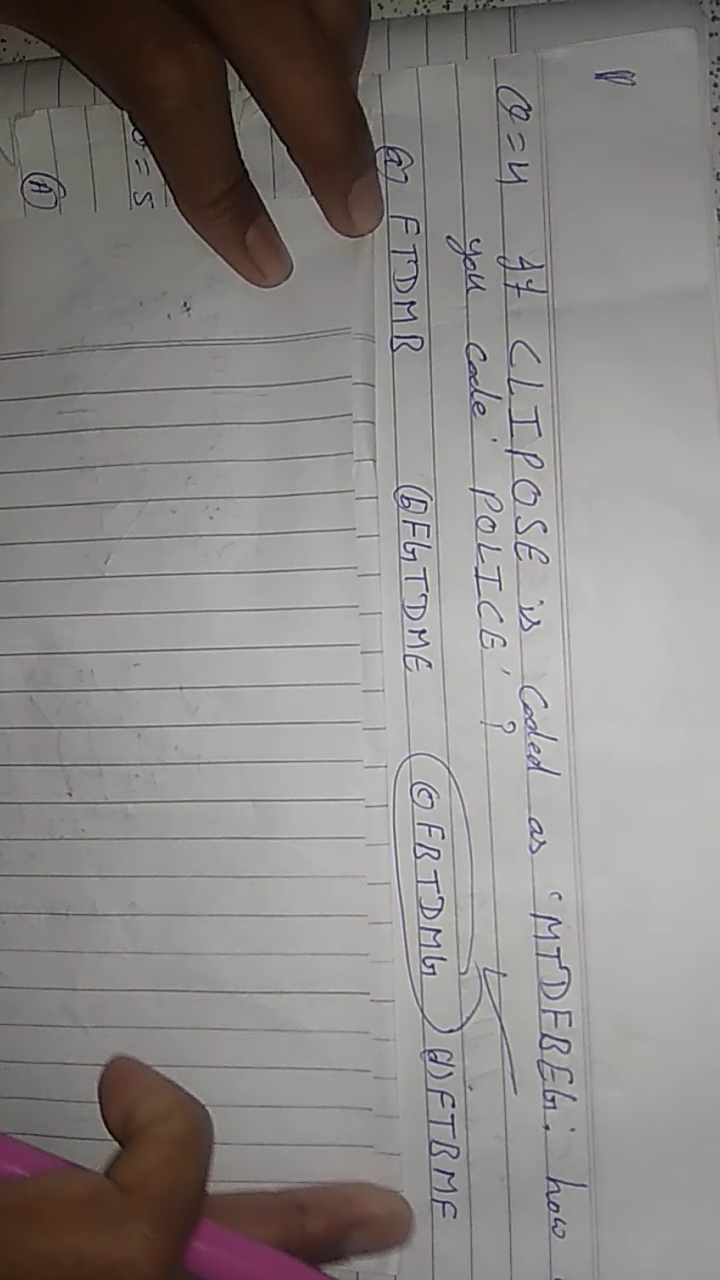 Q=4 If CLIPOSE is Coded as 'MTDFBEG', how
you Code 'POLICE'?
(a) FTDMB (b) FGTDME (c) FBTDMG (d) FTBMF
Q=5
(A)